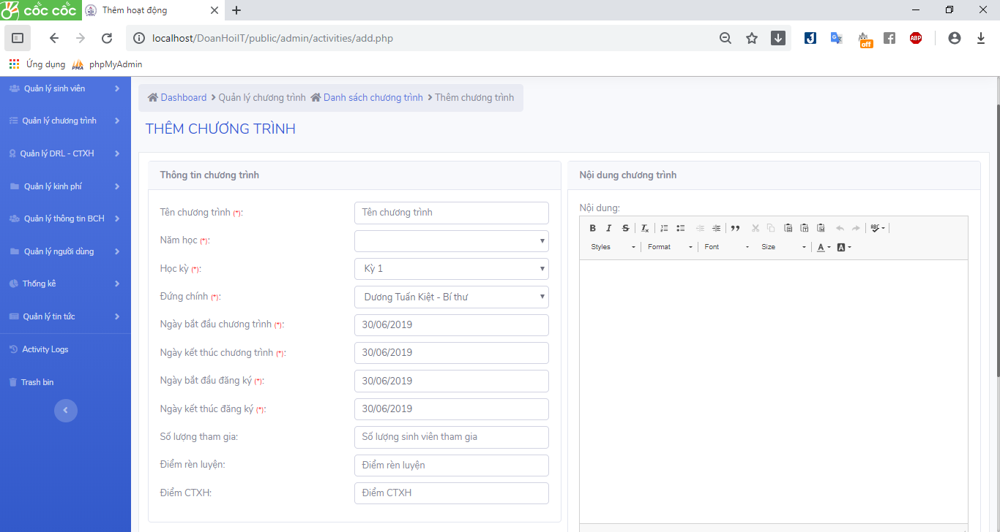 cốc cốc
Thêm hoạt động
localhost/DoanHoiIT/public/admin/activities/add.php
off
ABP
Ứng dụng
PMA
phpMyAdmin
Quản lý sinh viên
Quản lý chương trình
Quản lý DRL - CTXH
Quản lý kinh phí
Quản lý thông tin BCH
Quản lý người dùng
Thống kê
Quản lý tin tức
Activity Logs
Trash bin
Dashboard > Quản lý chương trình Danh sách chương trình > Thêm chương trình
THÊM CHƯƠNG TRÌNH
Thông tin chương trình
Tên chương trình (*): Tên chương trình
Năm học (*):
Học kỳ (*): Kỳ 1
Đứng chính (*): Dương Tuấn Kiệt - Bí thư
Ngày bắt đầu chương trình (*): 30/06/2019
Ngày kết thúc chương trình (*): 30/06/2019
Ngày bắt đầu đăng ký (*): 30/06/2019
Ngày kết thúc đăng ký (*): 30/06/2019
Số lượng tham gia: Số lượng sinh viên tham gia
Điểm rèn luyện: Điểm rèn luyện
Điểm CTXH: Điểm CTXH
Nội dung chương trình
Nội dung:
Styles Format Font Size